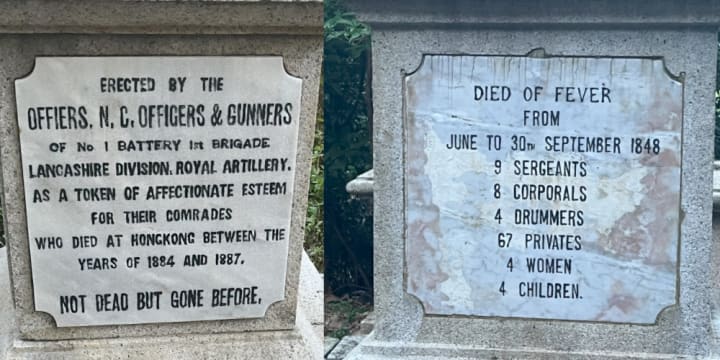 ERECTED BY THE
OFFIERS, N. C, OFFICERS & GUNNERS
OF No 1 BATTERY 1st BRIGADE
LANCASHIRE DIVISION, ROYAL ARTILLERY.
AS A TOKEN OF AFFECTIONATE ESTEEM
FOR THEIR COMRADES
WHO DIED AT HONGKONG BETWEEN THE
YEARS OF 1884 AND 1887.
NOT DEAD BUT GONE BEFORE,
DIED OF FEVER
FROM
JUNE TO 30TH SEPTEMBER 1848
9 SERGEANTS
8 CORPORALS
4 DRUMMERS
67 PRIVATES
4 WOMEN
4 CHILDREN.